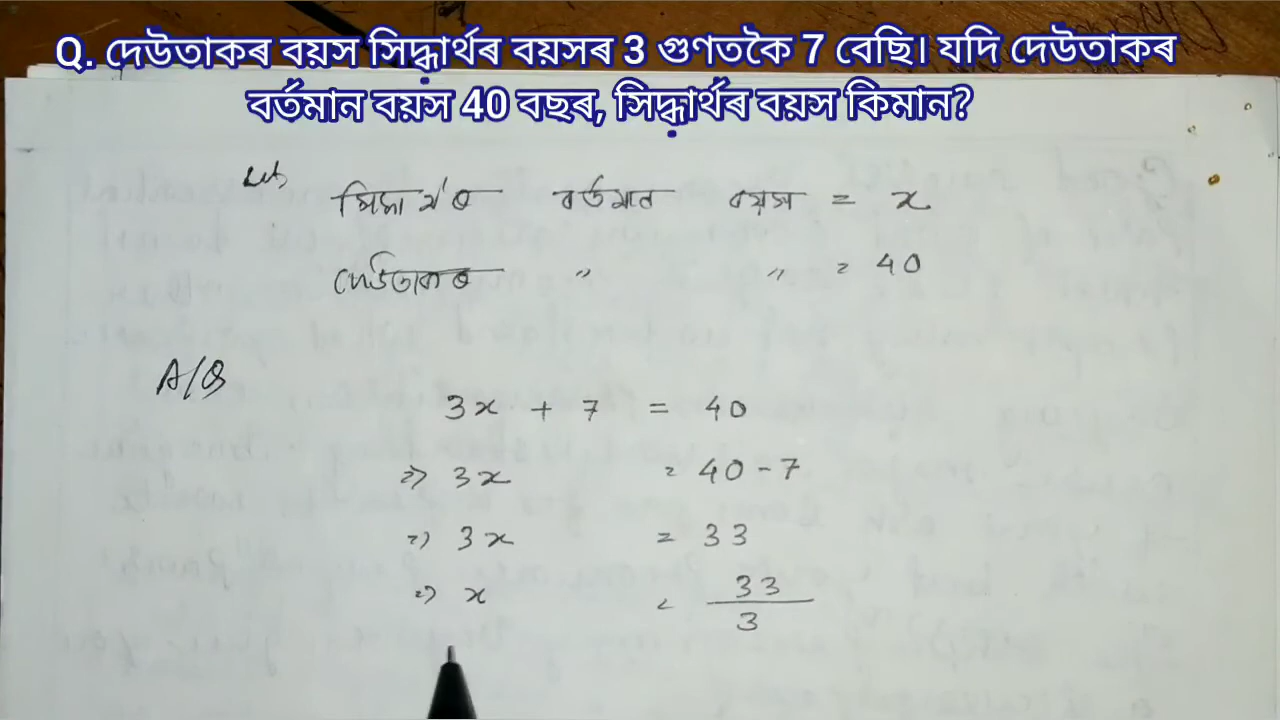 Q. দেউতাকৰ বয়স সিদ্ধাৰ্থৰ বয়সৰ 3 গুণতকৈ 7 বেছি। যদি দেউতাকৰ
বৰ্তমান বয়স 40 বছৰ, সিদ্ধাৰ্থৰ বয়স কিমান?
Let,
সিদ্ধাৰ্থৰ বৰ্তমান বয়স = x
দেউতাকৰ " " = 40
A/Q
3x + 7 = 40
=> 3x = 40 - 7
=> 3x = 33
=> x = 33/3